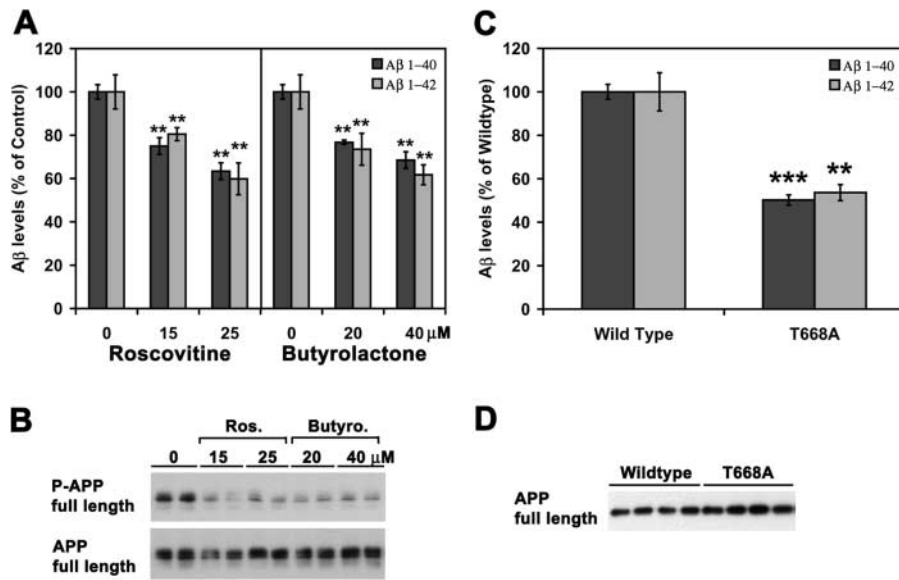 A
Aβ levels (% of Control)
120
100
80
60
40
20
0
Aβ 1–40
Aβ 1–42
** ** ** ** ** ** ** **
0 15 25 0 20 40 μM
Roscovitine Butyrolactone
C
Aβ levels (% of Wildtype)
120
100
80
60
40
20
0
Aβ 1–40
Aβ 1–42
*** **
Wild Type T668A
B
Ros. Butyro.
0 15 25 20 40 μM
P-APP
full length
APP
full length
D
Wildtype T668A
APP
full length